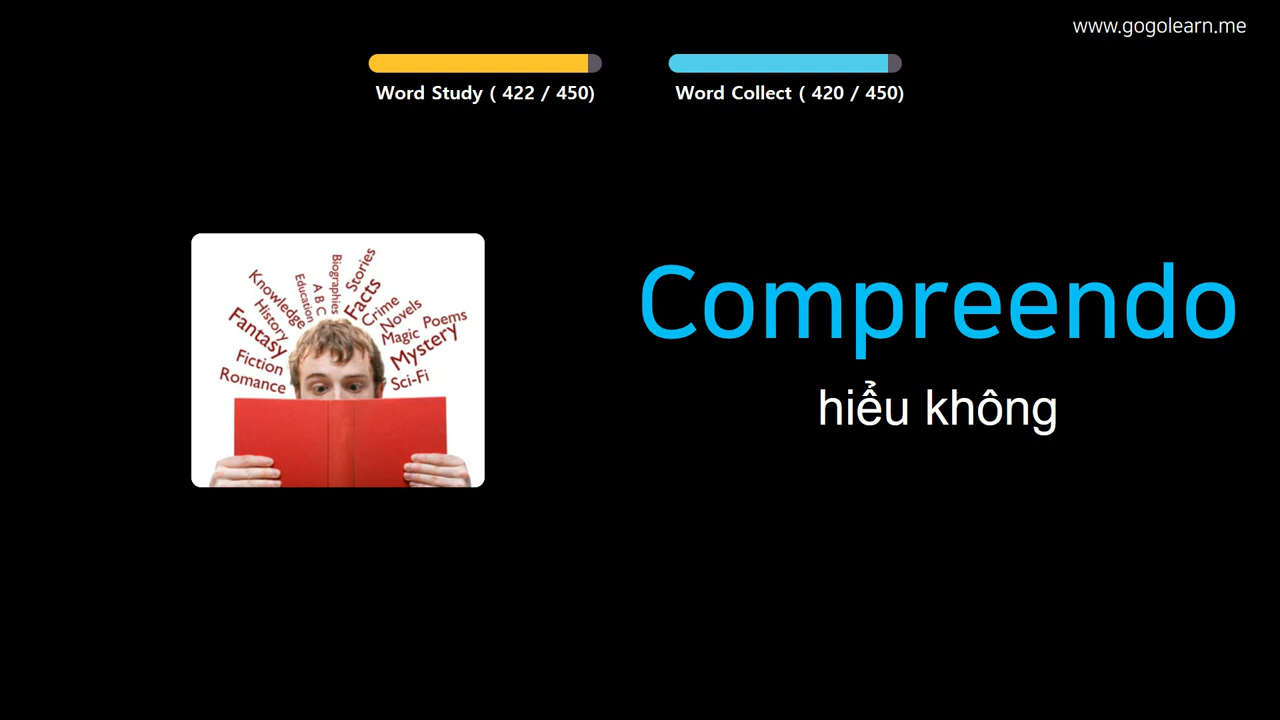 www.gogolearn.me
Word Study ( 422 / 450)
Word Collect ( 420 / 450)
Stories
Biographies
Facts
A B C
Education
Knowledge
Crime
Novels
History
Poems
Fantasy
Magic
Mystery
Fiction
Romance
Sci-Fi
Compreendo
hiểu không